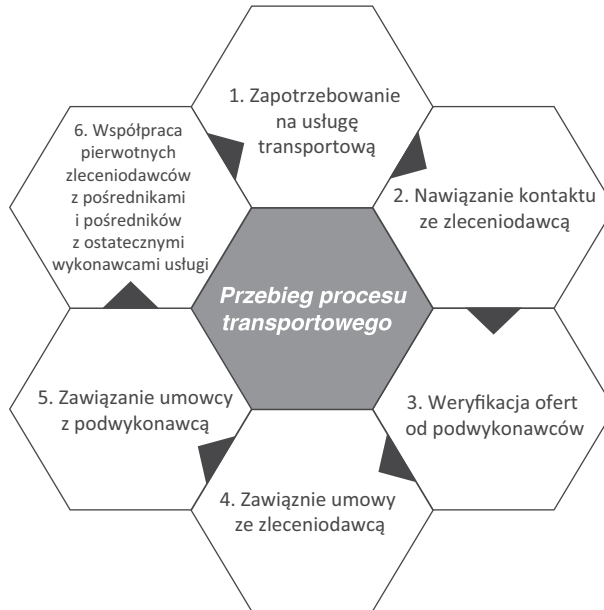 1. Zapotrzebowanie
na usługę
transportową
2. Nawiązanie kontaktu
ze zleceniodawcą
3. Weryfikacja ofert
od podwykonawców
4. Zawiąznie umowy
ze zleceniodawcą
5. Zawiązanie umowcy
z podwykonawcą
6. Współpraca
pierwotnych
zleceniodawców
z pośrednikami
i pośredników
z ostatecznymi
wykonawcami usługi
Przebieg procesu
transportowego